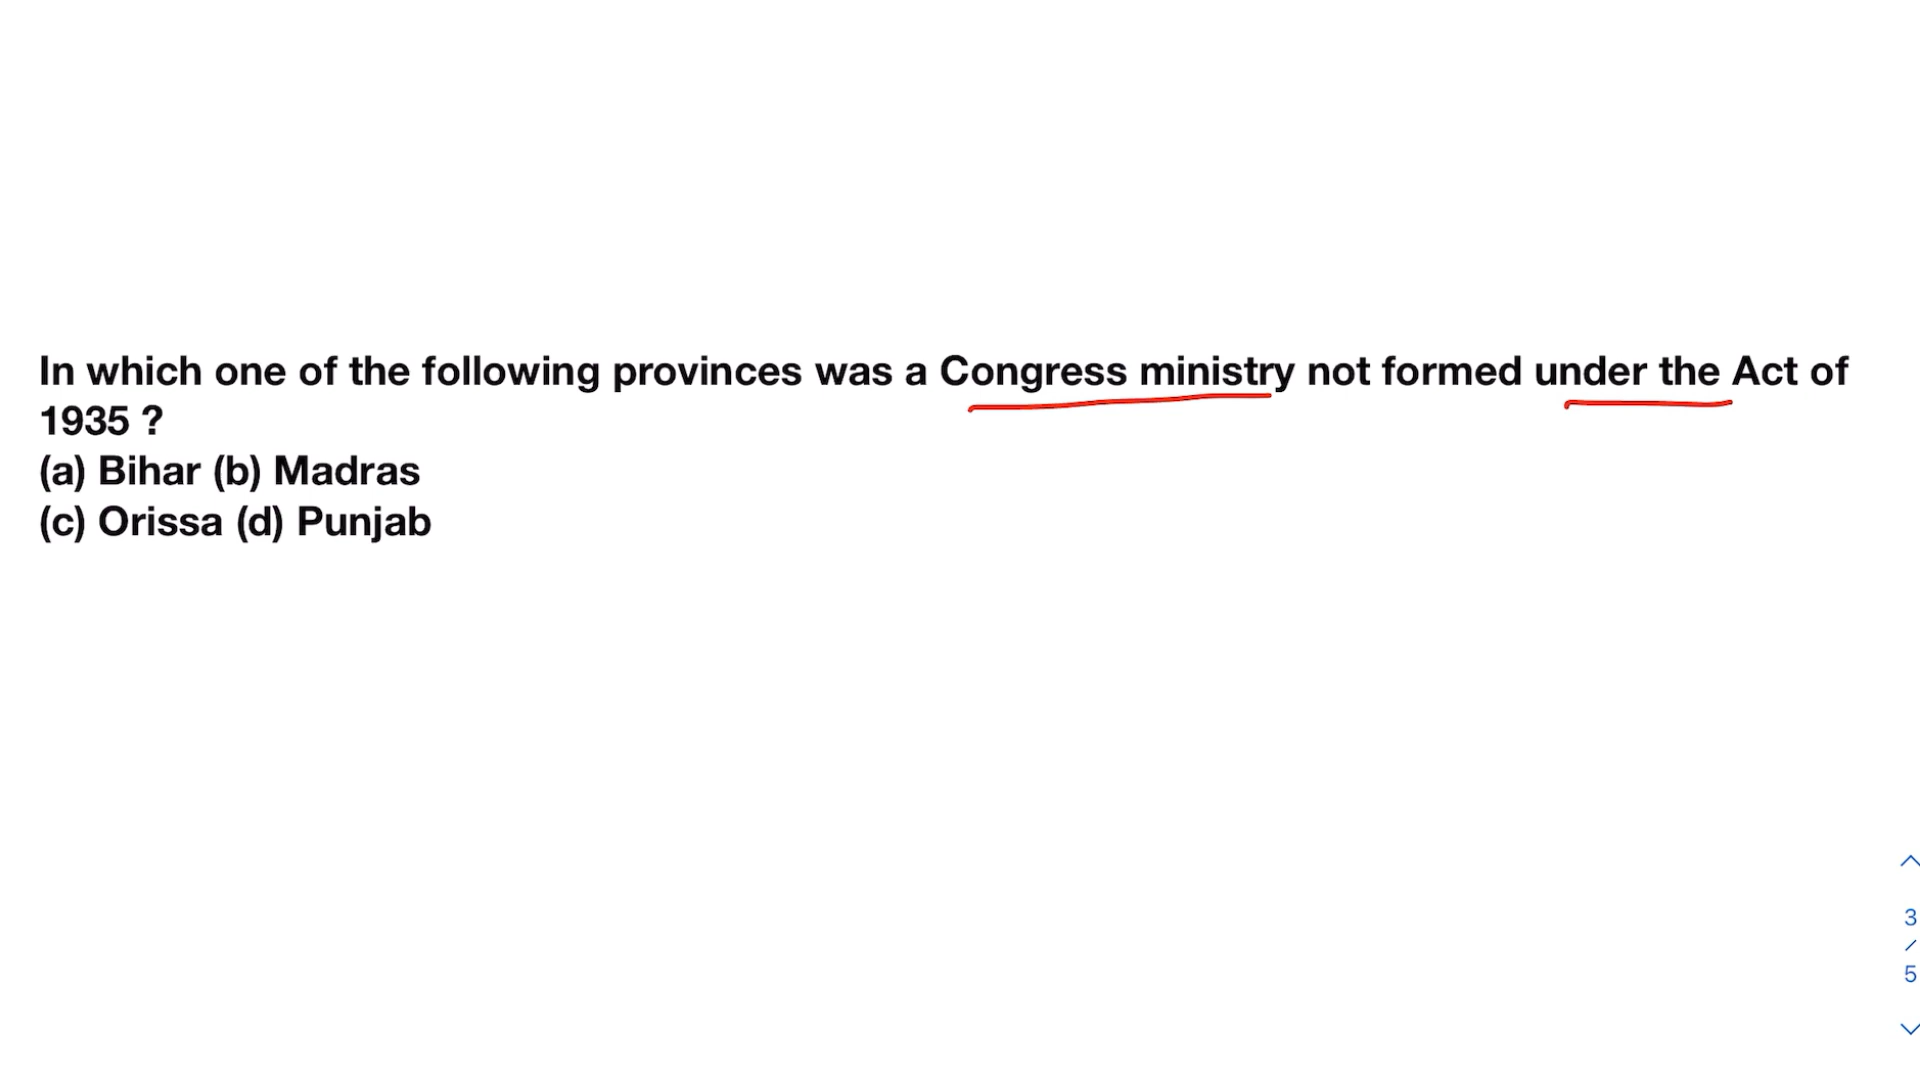 In which one of the following provinces was a Congress ministry not formed under the Act of
1935 ?
(a) Bihar (b) Madras
(c) Orissa (d) Punjab
3
/
5